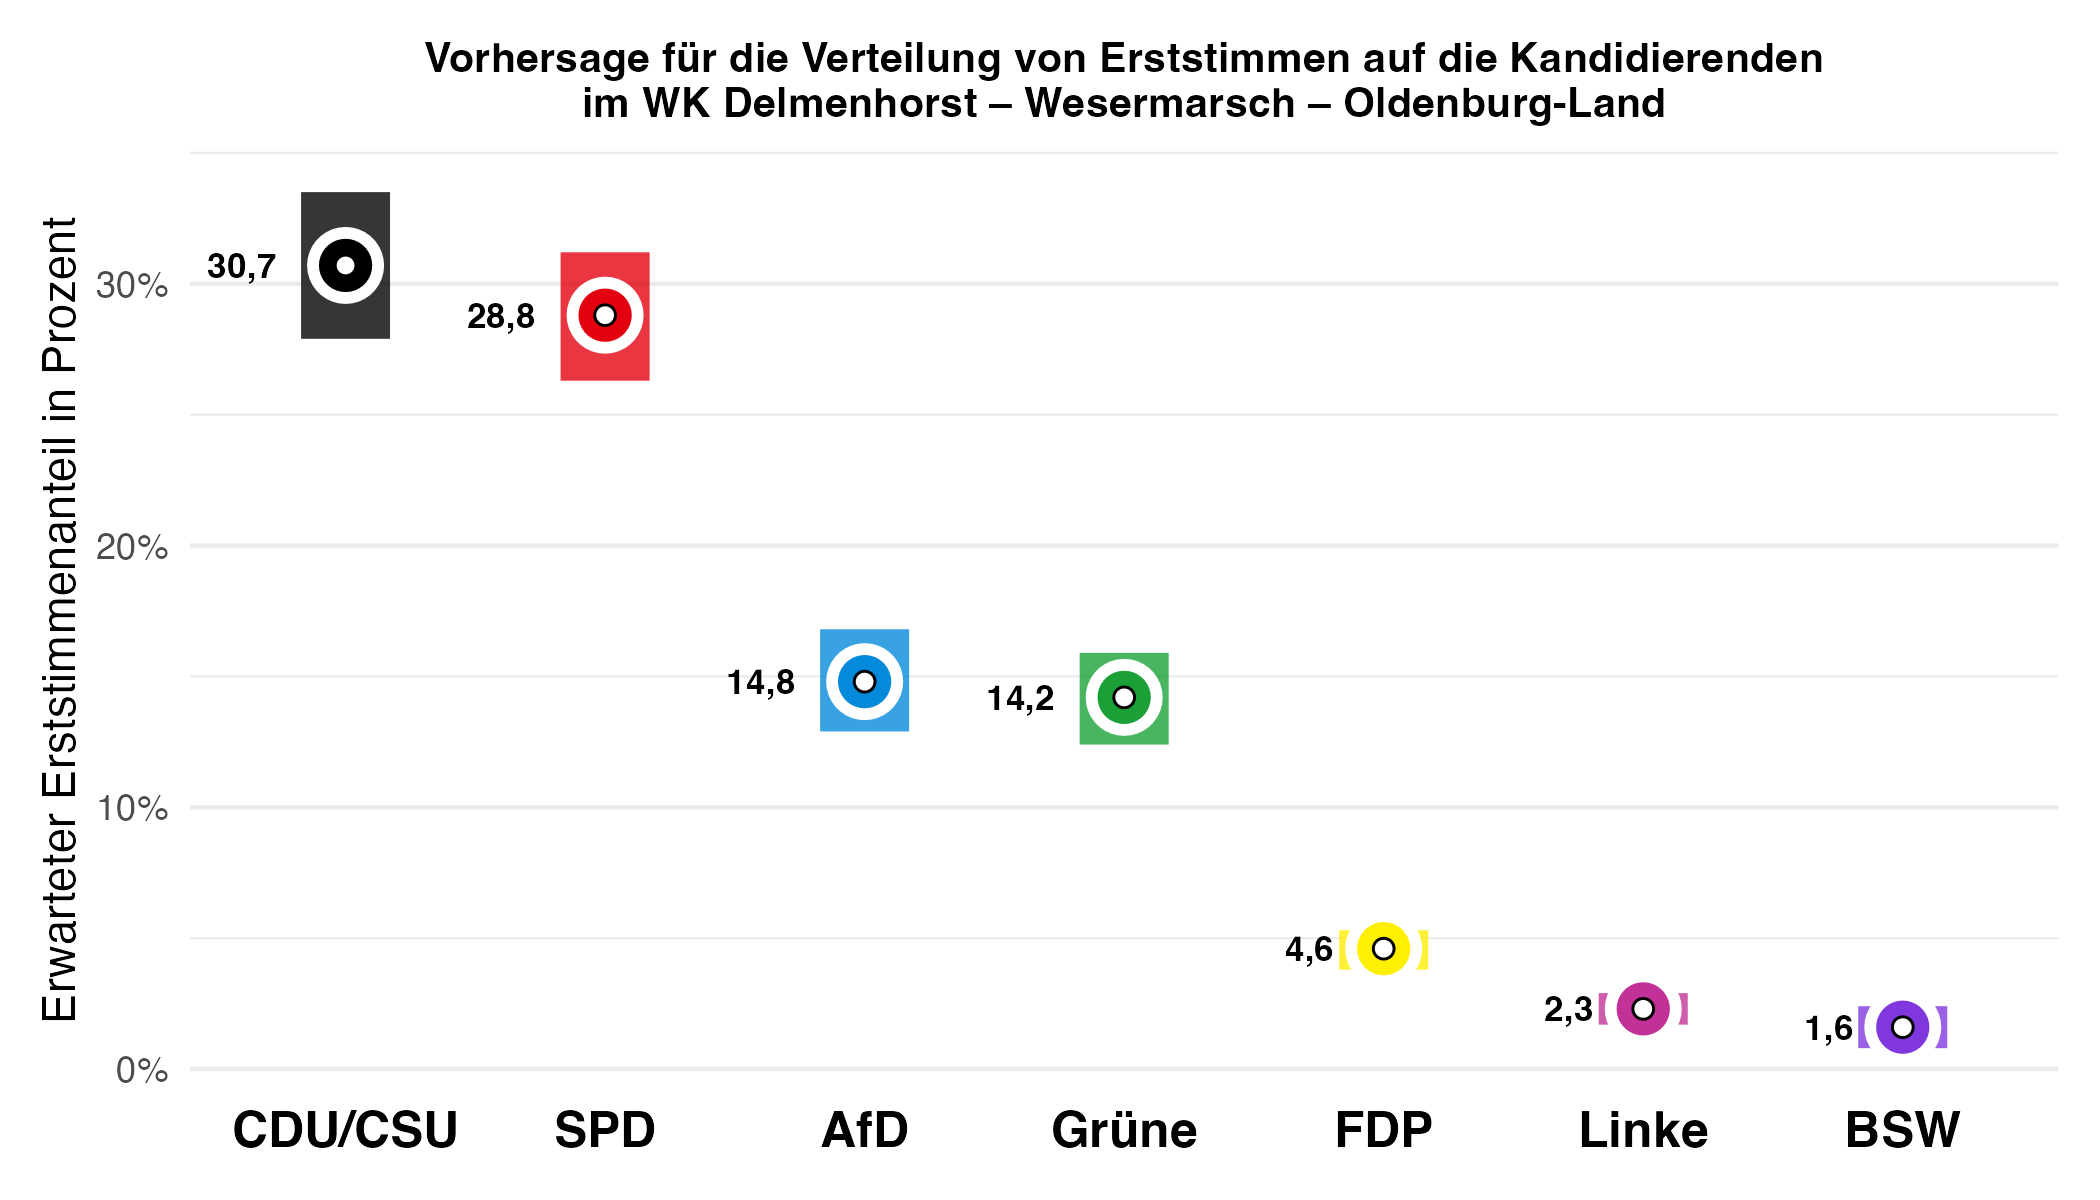 Vorhersage für die Verteilung von Erststimmen auf die Kandidierenden
im WK Delmenhorst – Wesermarsch – Oldenburg-Land
Erwarteter Erststimmenanteil in Prozent
30%
20%
10%
0%
30,7
28,8
14,8
14,2
4,6
2,3
1,6
CDU/CSU
SPD
AfD
Grüne
FDP
Linke
BSW